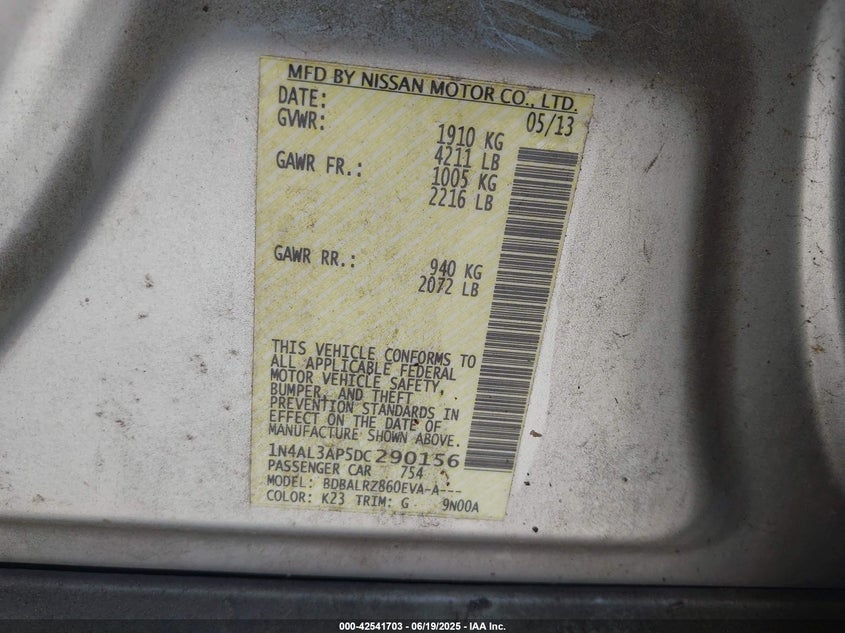 MFD BY NISSAN MOTOR CO., LTD.
DATE: 05/13
GVWR: 1910 KG
4211 LB
GAWR FR.: 1005 KG
2216 LB
GAWR RR.: 940 KG
2072 LB
THIS VEHICLE CONFORMS TO
ALL APPLICABLE FEDERAL
MOTOR VEHICLE SAFETY,
BUMPER, AND THEFT
PREVENTION STANDARDS IN
EFFECT ON THE DATE OF
MANUFACTURE SHOWN ABOVE.
1N4AL3AP5DC290156
PASSENGER CAR 754
MODEL: BDBALRZ860EVA-A---
COLOR: K23 TRIM: G 9N00A
000-42541703 - 06/19/2025 - IAA Inc.